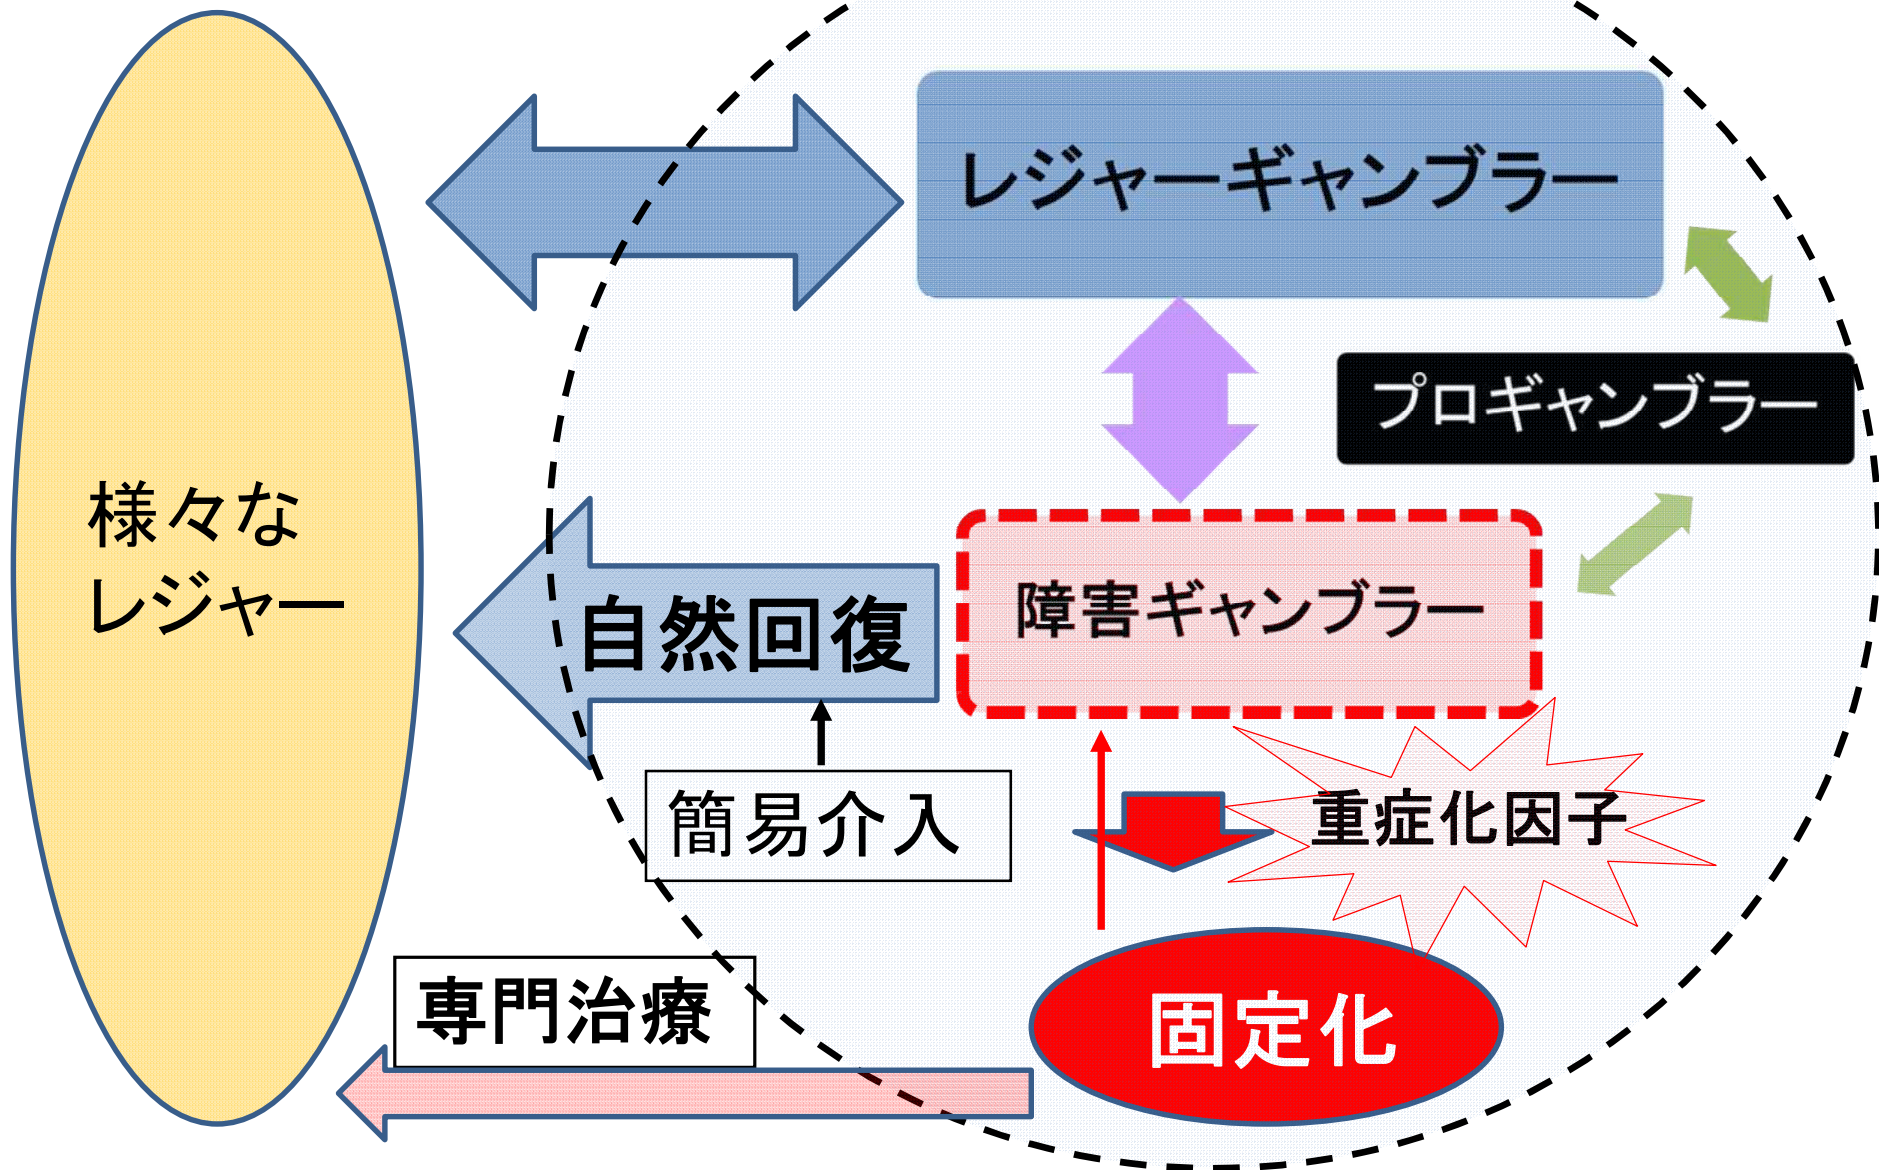 レジャーギャンブラー
プロギャンブラー
様々な
レジャー
自然回復
障害ギャンブラー
簡易介入
重症化因子
専門治療
固定化